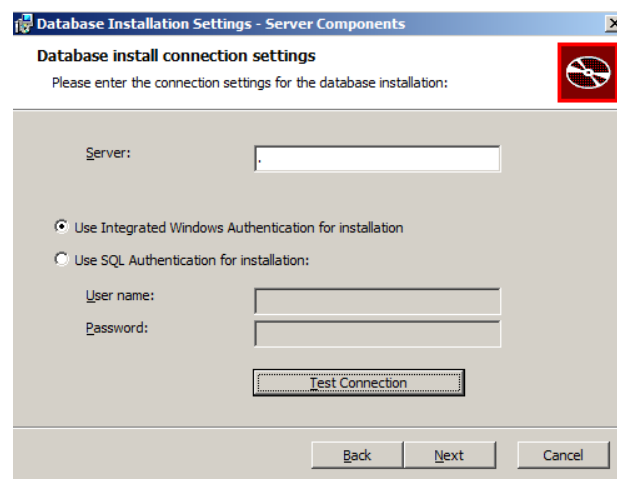 Database Installation Settings - Server Components
Database install connection settings
Please enter the connection settings for the database installation:
Server:
.
Use Integrated Windows Authentication for installation
Use SQL Authentication for installation:
User name:
Password:
Test Connection
Back Next Cancel